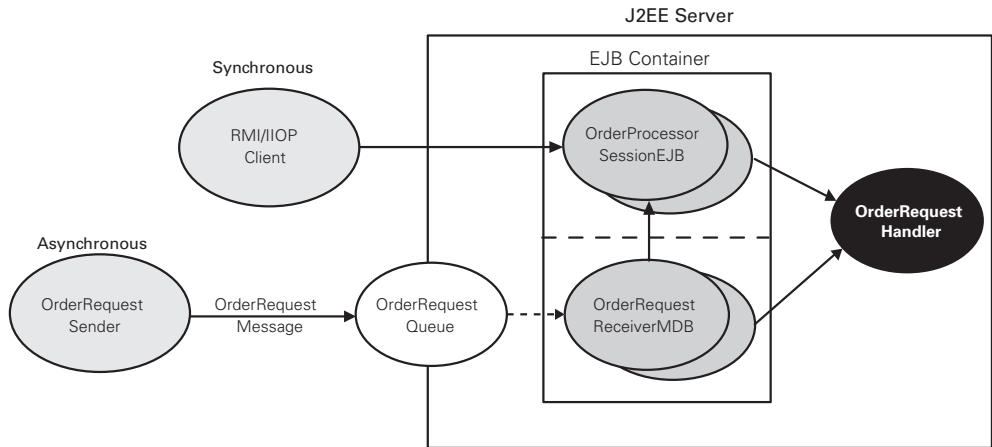 J2EE Server
EJB Container
Synchronous
RMI/IIOP
Client
OrderProcessor
SessionEJB
OrderRequest
Handler
Asynchronous
OrderRequest
Sender
OrderRequest
Message
OrderRequest
Queue
OrderRequest
ReceiverMDB